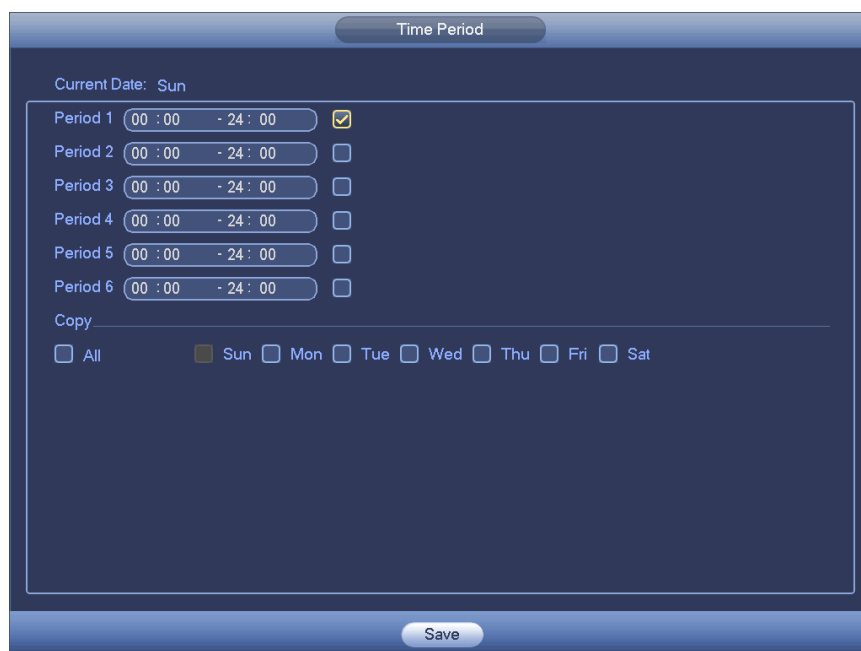 Time Period
Current Date: Sun
Period 1 00 :00 - 24 : 00
Period 2 00 :00 - 24 : 00
Period 3 00 :00 - 24 : 00
Period 4 00 :00 - 24 : 00
Period 5 00 :00 - 24 : 00
Period 6 00 :00 - 24 : 00
Copy
All Sun Mon Tue Wed Thu Fri Sat
Save